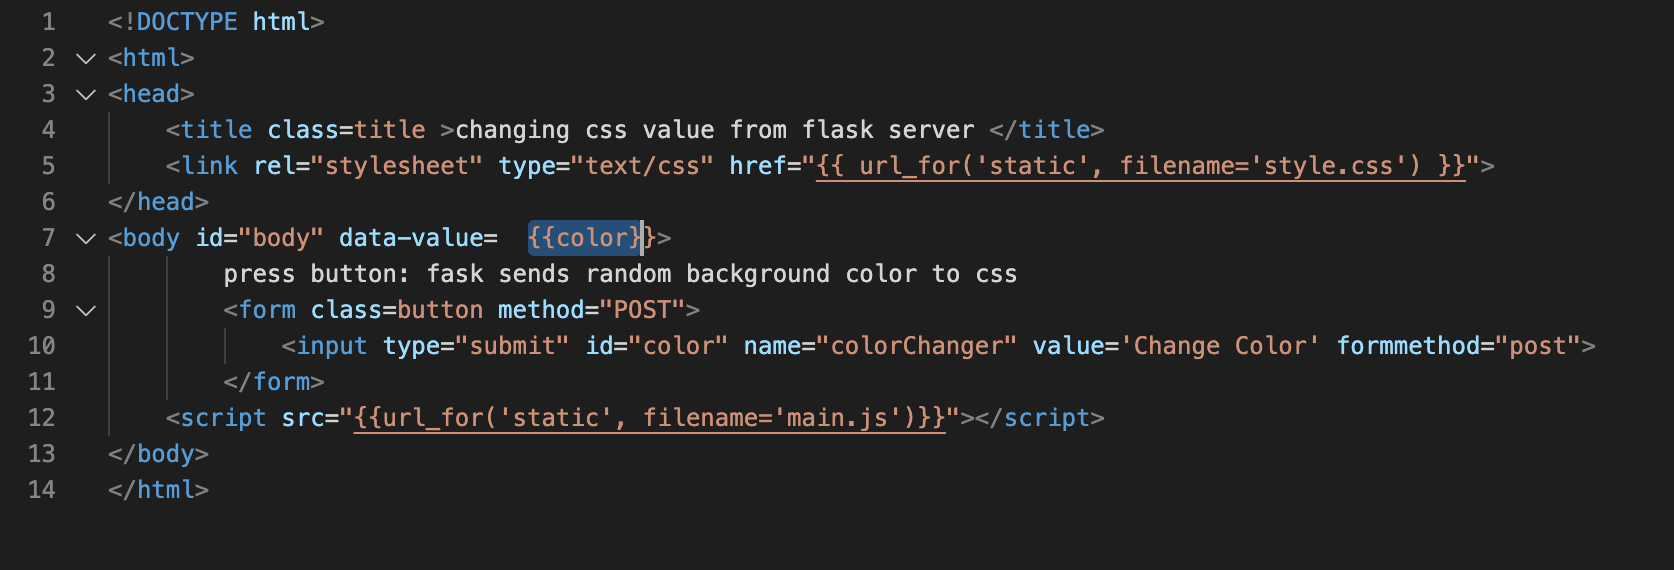 1 <!DOCTYPE html>
2 <html>
3 <head>
4 <title class=title >changing css value from flask server </title>
5 <link rel="stylesheet" type="text/css" href="{{ url_for('static', filename='style.css') }}">
6 </head>
7 <body id="body" data-value=  {{color}}>
8 press button: fask sends random background color to css
9 <form class=button method="POST">
10 <input type="submit" id="color" name="colorChanger" value='Change Color' formmethod="post">
11 </form>
12 <script src="{{url_for('static', filename='main.js')}}"></script>
13 </body>
14 </html>